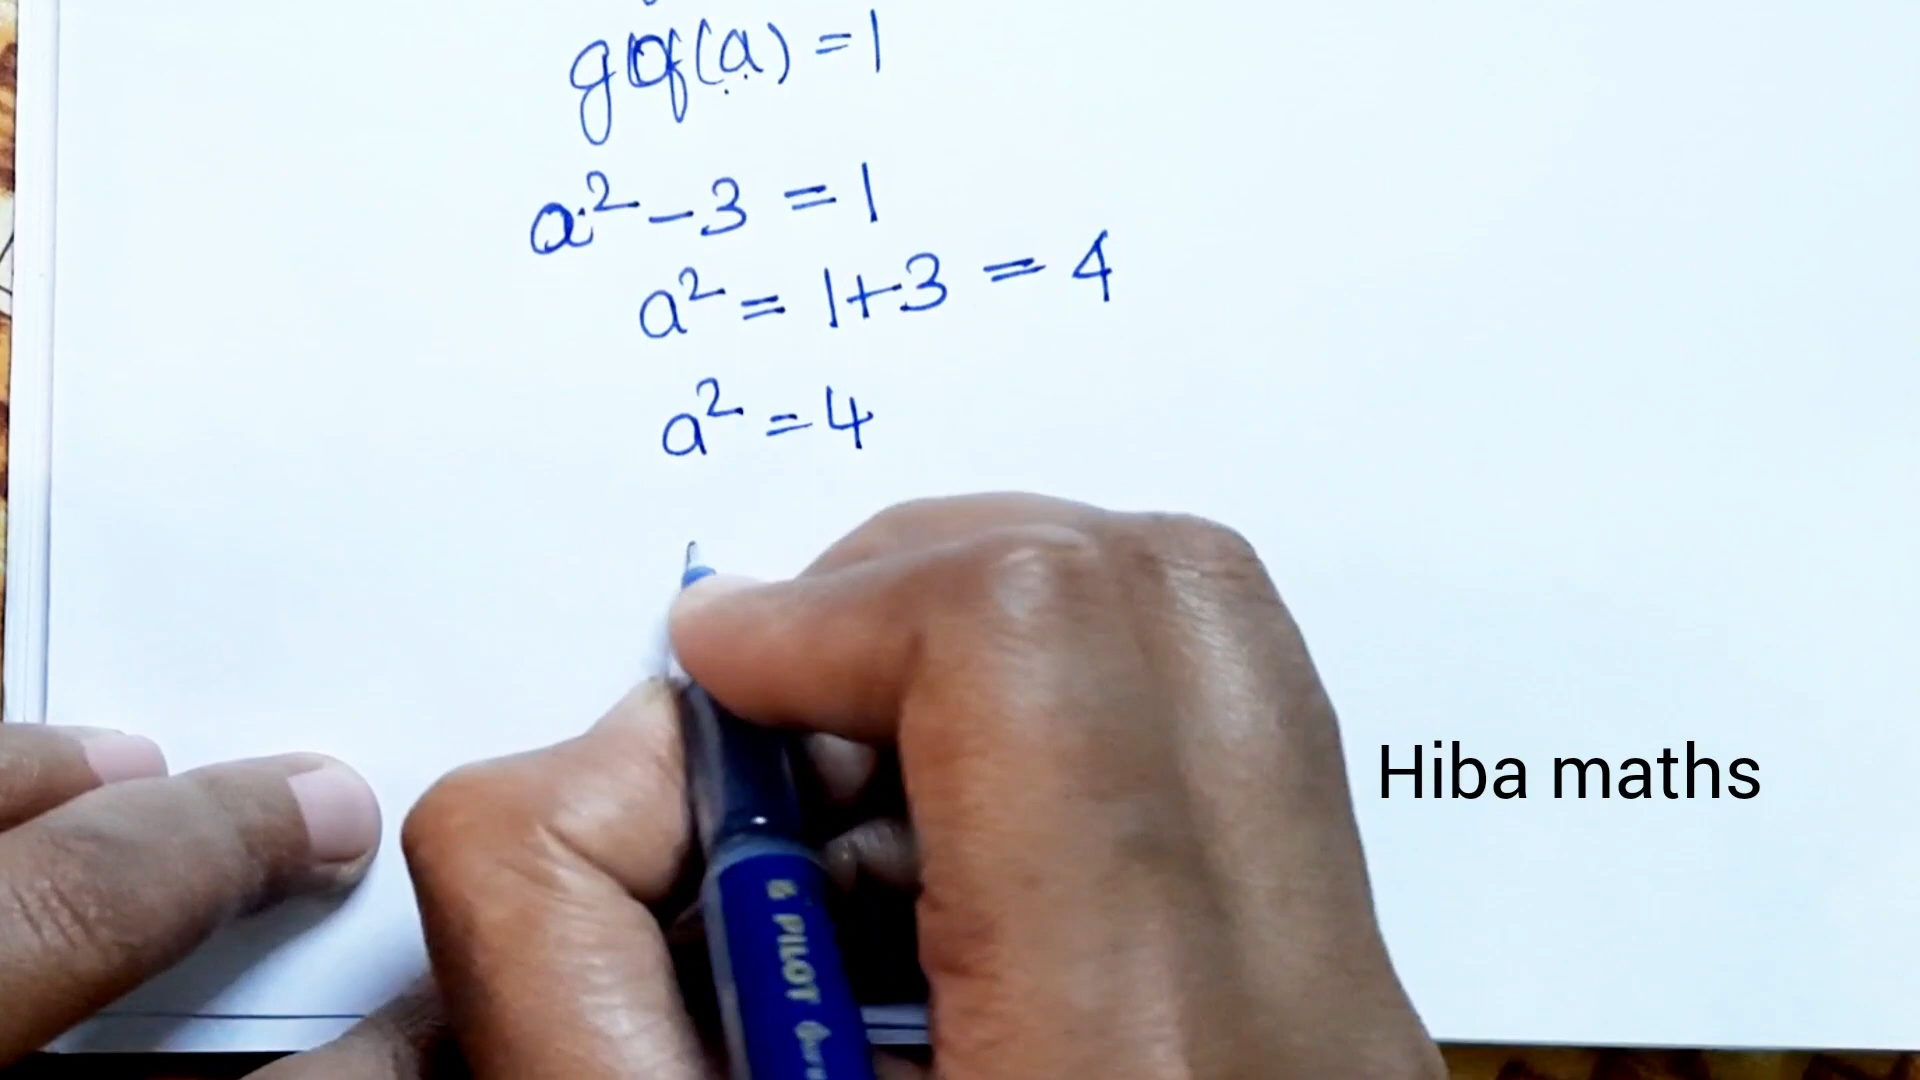 gof(a) = 1
a² - 3 = 1
a² = 1+3 = 4
a² = 4
Hiba maths
PILOT